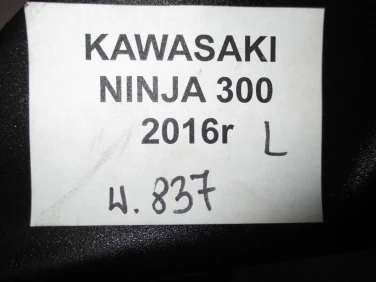 KAWASAKI
NINJA 300
2016r L
W. 837